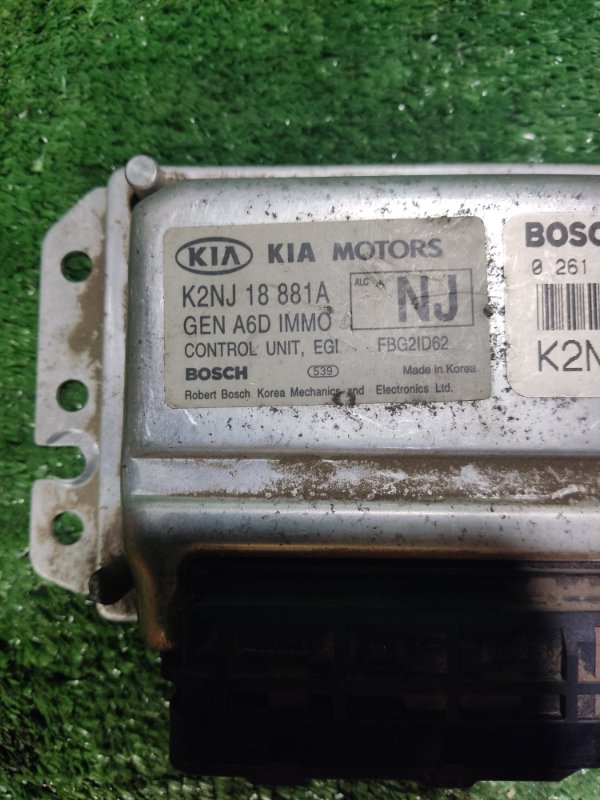 KIA KIA MOTORS
K2NJ 18 881A
ALC NJ
GEN A6D IMMO
CONTROL UNIT, EGI FBG2ID62
BOSCH 539 Made in Korea
Robert Bosch Korea Mechanics and Electronics Ltd.
BOSC
0 261
K2N